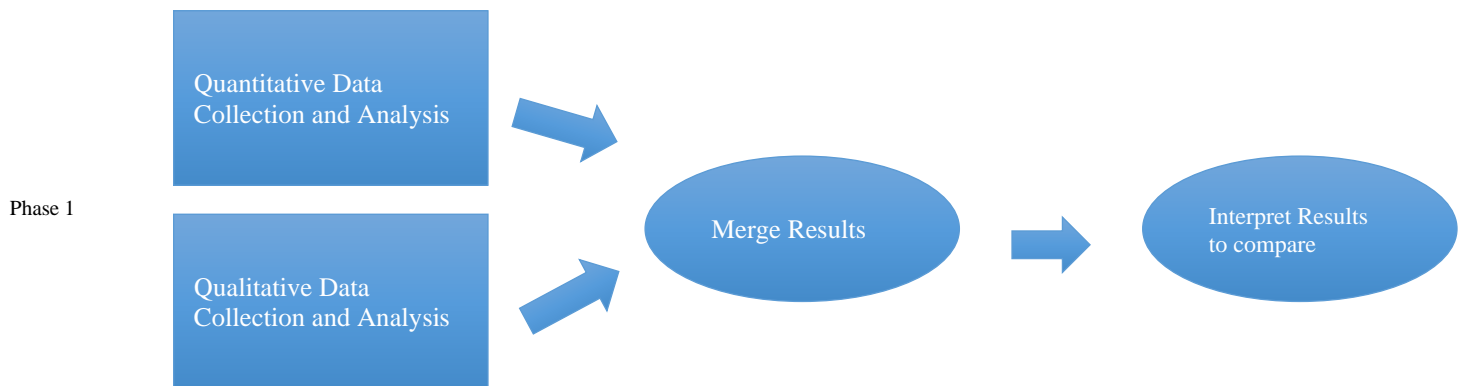 Quantitative Data
Collection and Analysis
Phase 1
Qualitative Data
Collection and Analysis
Merge Results
Interpret Results
to compare